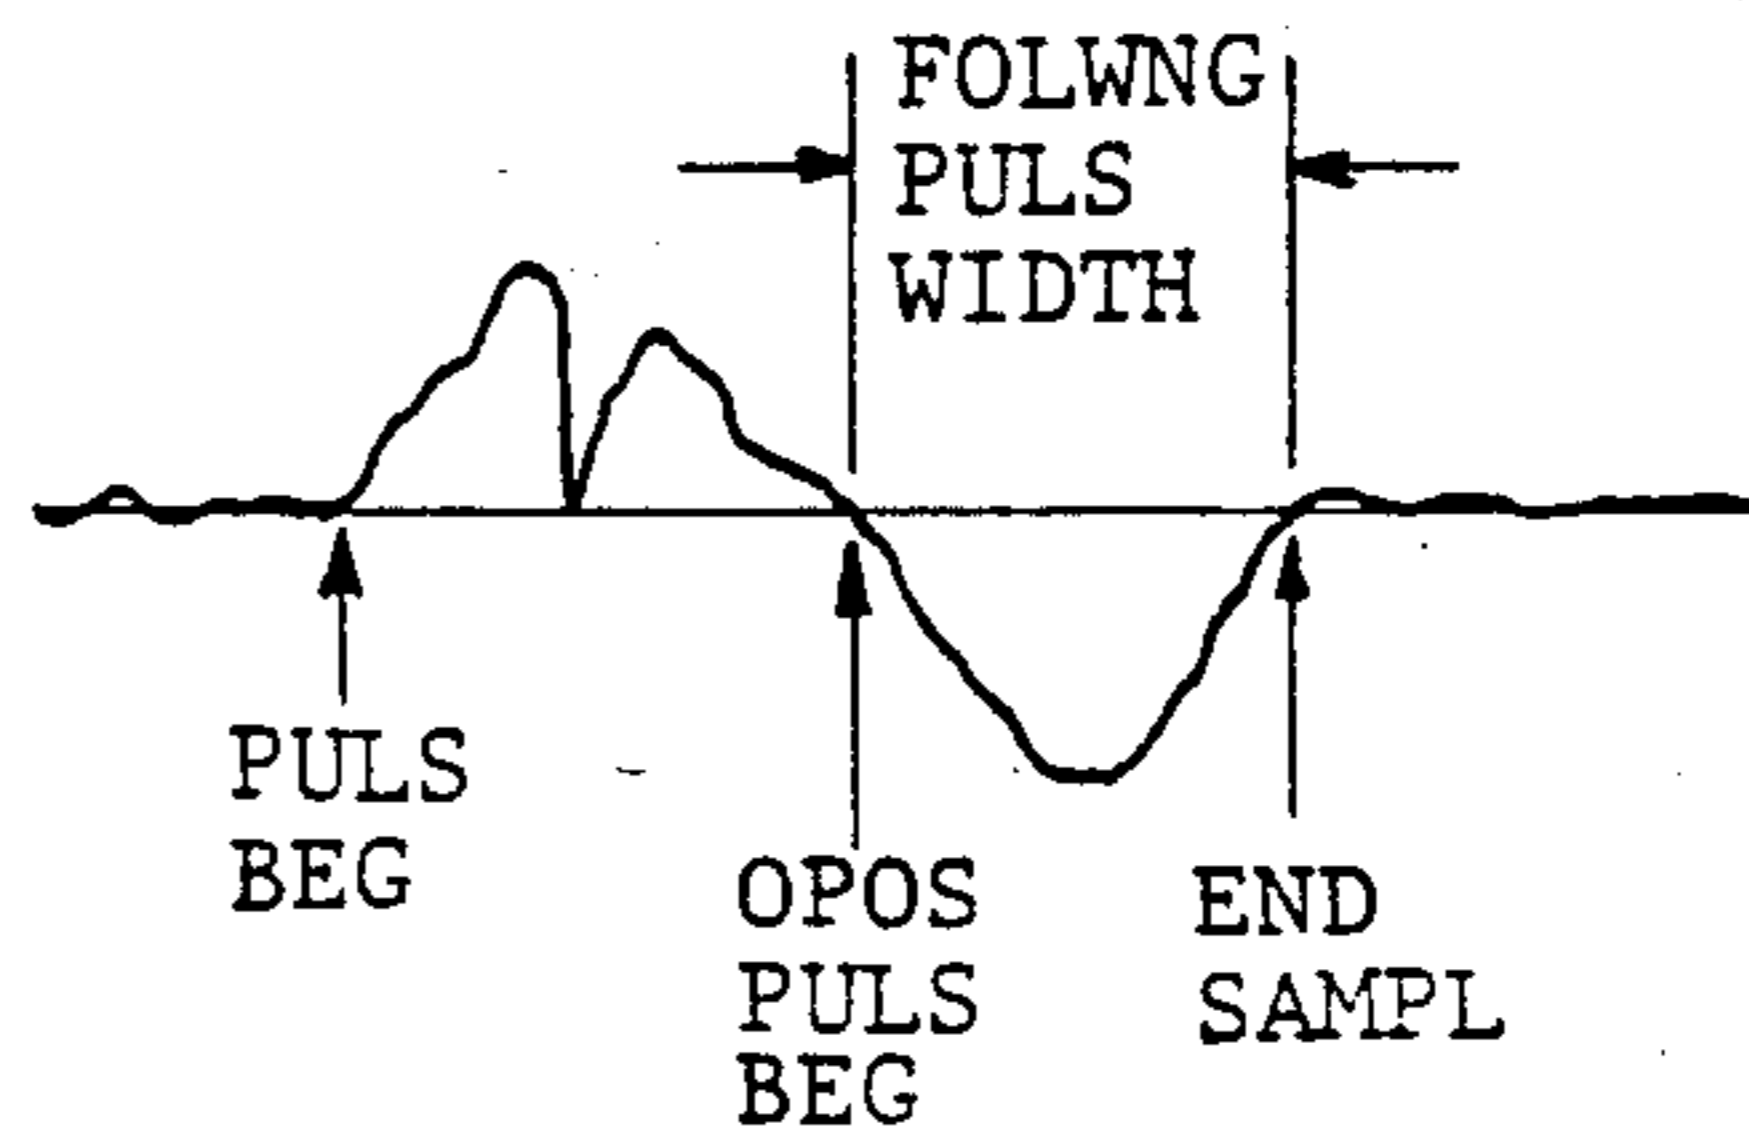 FOLWNG
PULS
WIDTH
PULS
BEG
OPOS
PULS
BEG
END
SAMPL